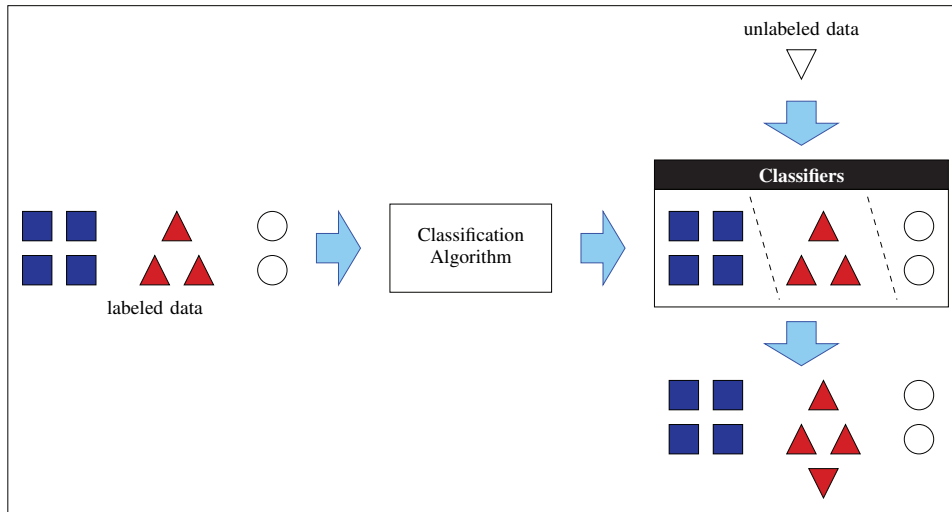 unlabeled data
Classifiers
Classification
Algorithm
labeled data